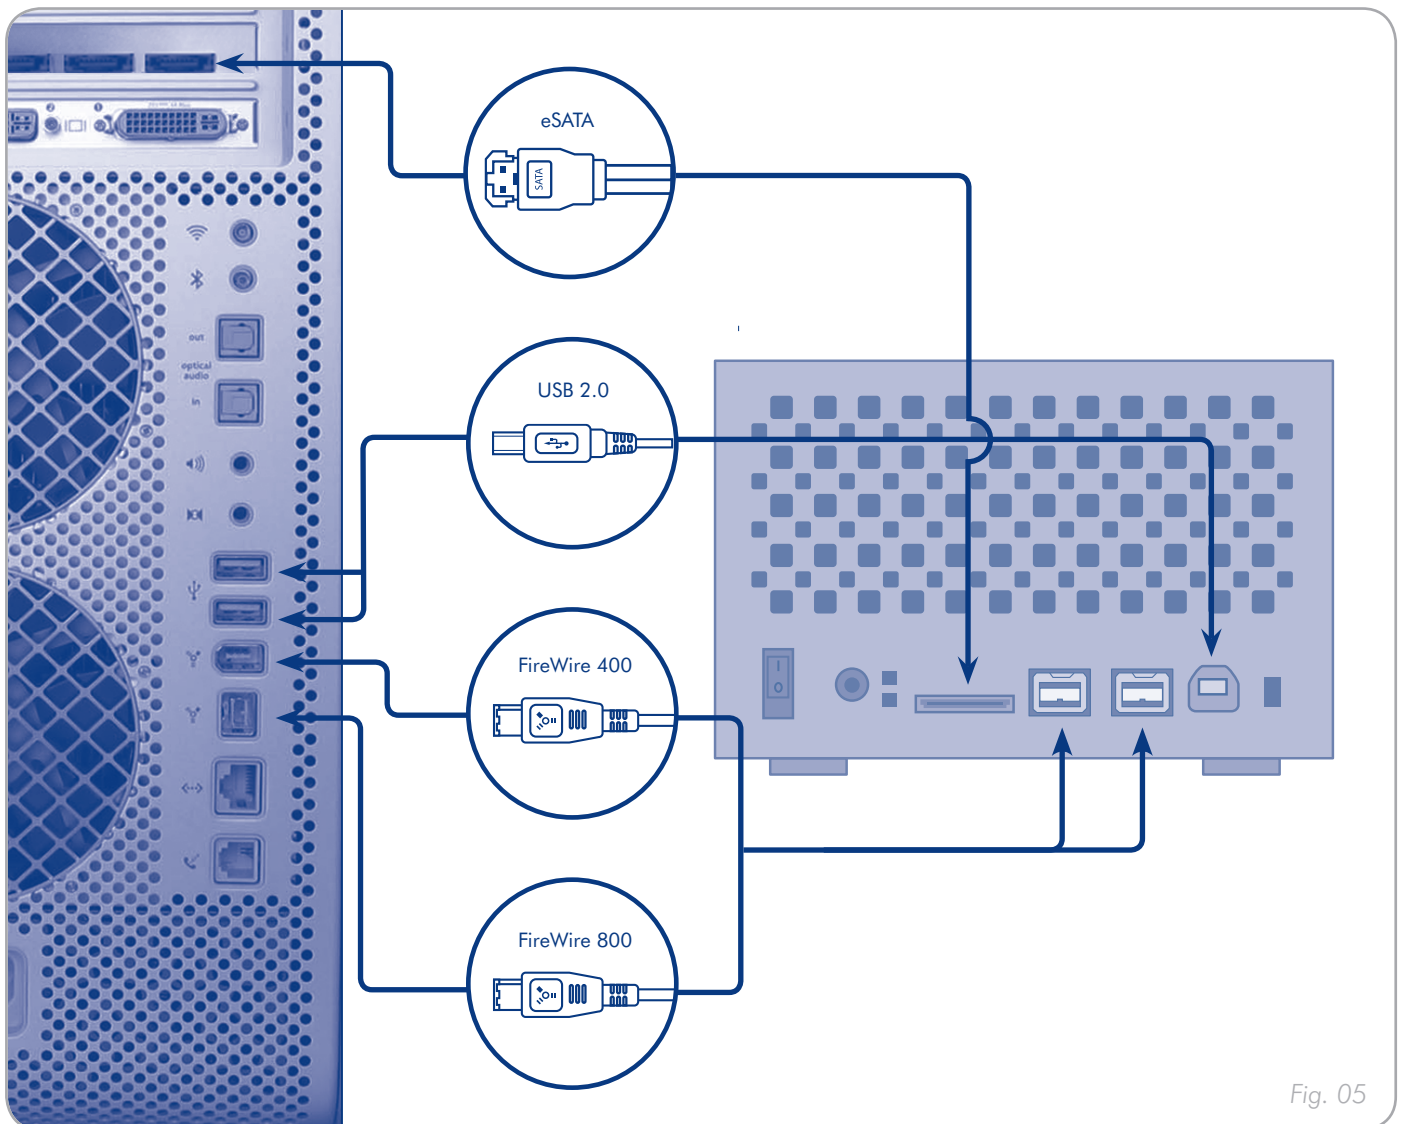 eSATA
SATA
out
optical
audio
in
USB 2.0
FireWire 400
FireWire 800
Fig. 05